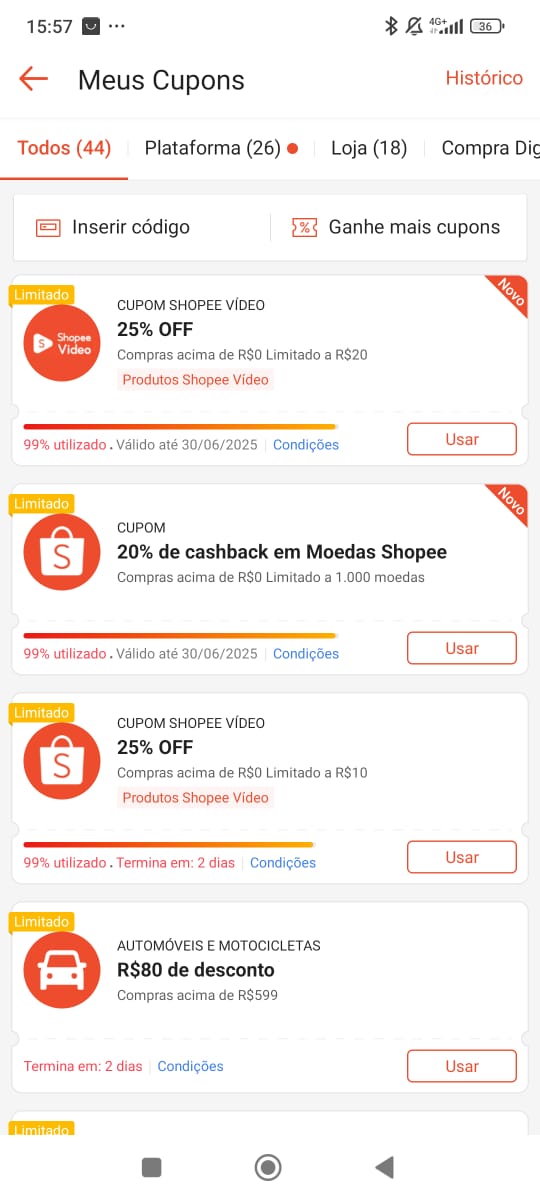 15:57
4G+
36
Meus Cupons
Histórico
Todos (44)
Plataforma (26)
Loja (18)
Compra Dig
Inserir código
Ganhe mais cupons
Limitado
Novo
Shopee
Video
CUPOM SHOPEE VÍDEO
25% OFF
Compras acima de R$0 Limitado a R$20
Produtos Shopee Vídeo
99% utilizado . Válido até 30/06/2025
Condições
Usar
Limitado
Novo
S
CUPOM
20% de cashback em Moedas Shopee
Compras acima de R$0 Limitado a 1.000 moedas
99% utilizado . Válido até 30/06/2025
Condições
Usar
Limitado
S
CUPOM SHOPEE VÍDEO
25% OFF
Compras acima de R$0 Limitado a R$10
Produtos Shopee Vídeo
99% utilizado . Termina em: 2 dias
Condições
Usar
Limitado
AUTOMÓVEIS E MOTOCICLETAS
R$80 de desconto
Compras acima de R$599
Termina em: 2 dias
Condições
Usar
Limitado